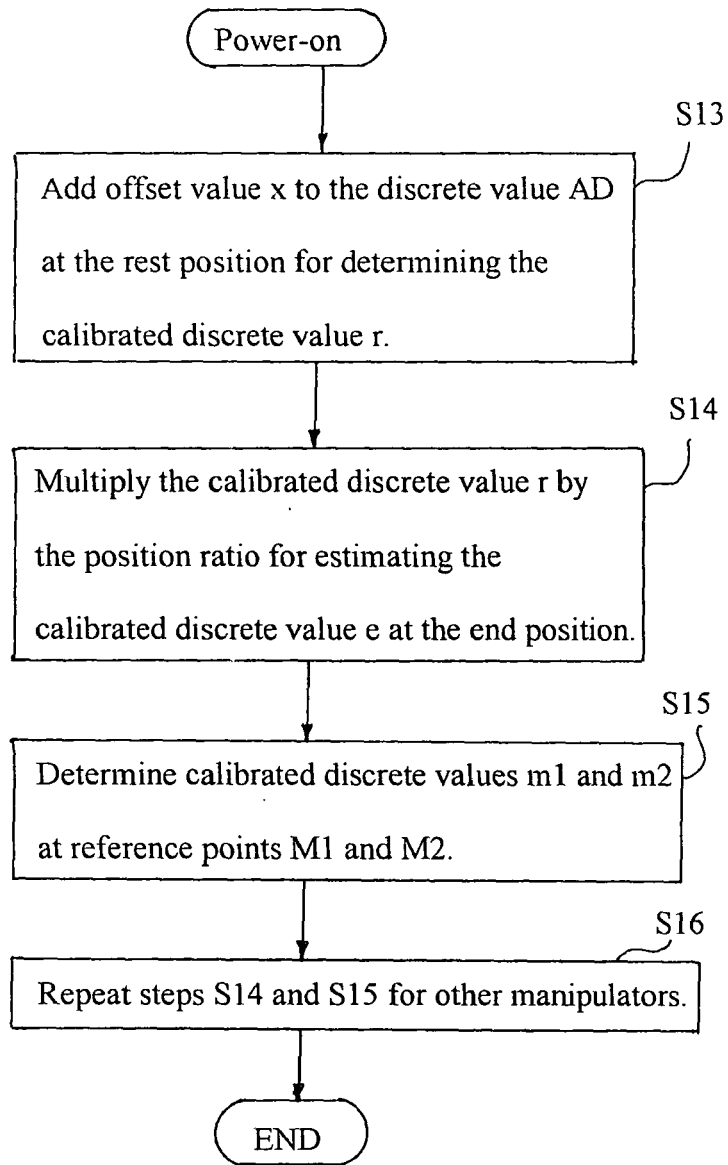 Power-on
S13
Add offset value x to the discrete value AD
at the rest position for determining the
calibrated discrete value r.
S14
Multiply the calibrated discrete value r by
the position ratio for estimating the
calibrated discrete value e at the end position.
S15
Determine calibrated discrete values m1 and m2
at reference points M1 and M2.
S16
Repeat steps S14 and S15 for other manipulators.
END